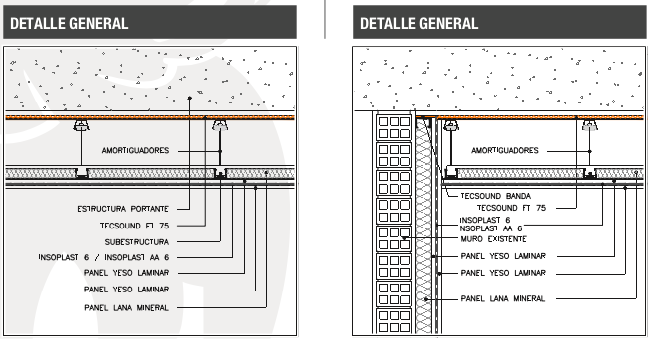 DETALLE GENERAL
AMORTIGUADORES
ESTRUCTURA PORTANTE
TECSOUND FT 75
SUBESTRUCTURA
INSOPLAST 6 / INSOPLAST AA 6
PANEL YESO LAMINAR
PANEL YESO LAMINAR
PANEL LANA MINERAL
DETALLE GENERAL
AMORTIGUADORES
TECSOUND BANDA
TECSOUND FT 75
INSOPLAST 6
INSOPLAST AA 6
MURO EXISTENTE
PANEL YESO LAMINAR
PANEL YESO LAMINAR
PANEL LANA MINERAL